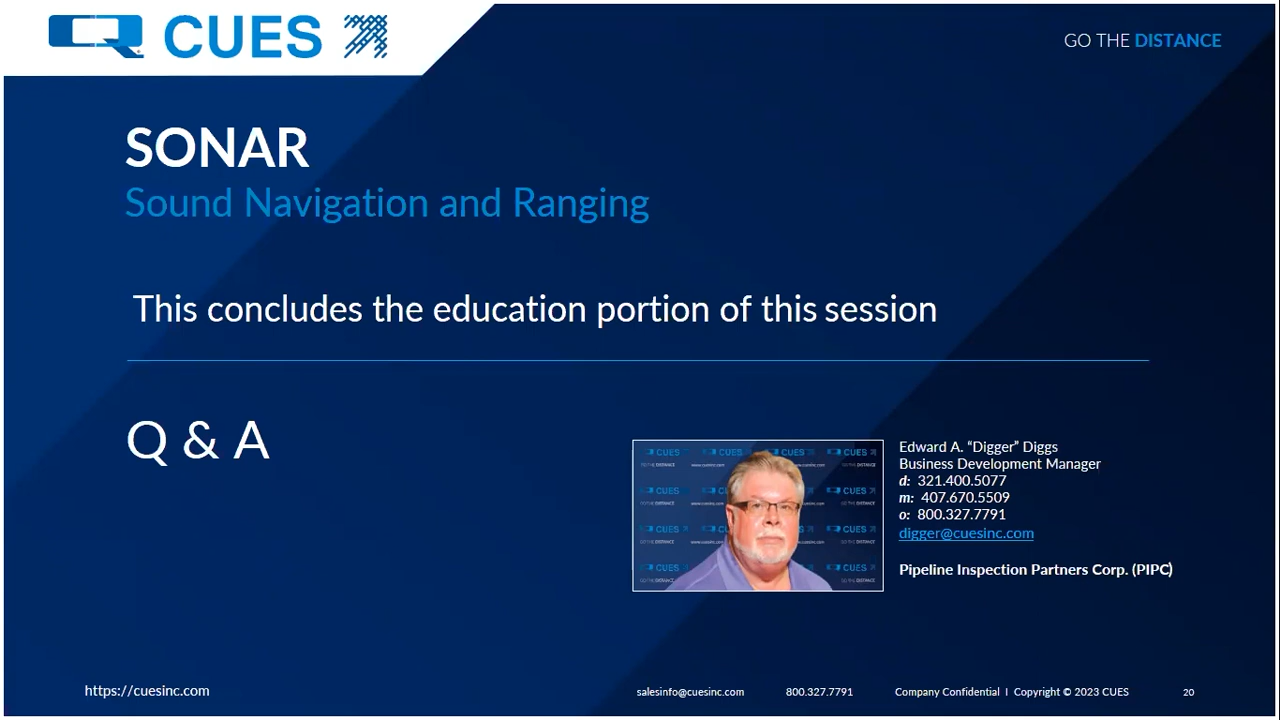 CUES
GO THE DISTANCE
SONAR
Sound Navigation and Ranging
This concludes the education portion of this session
Q & A
Edward A. “Digger” Diggs
Business Development Manager
d: 321.400.5077
m: 407.670.5509
o: 800.327.7791
digger@cuesinc.com
Pipeline Inspection Partners Corp. (PIPC)
https://cuesinc.com
salesinfo@cuesinc.com
800.327.7791
Company Confidential I Copyright © 2023 CUES
20